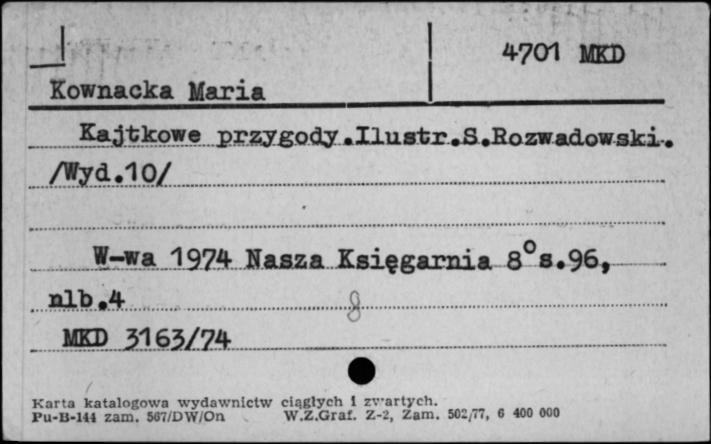 4701 MKD
Kownacka Maria
Kajtkowe przygody.Ilustr.S.Rozwadowski.
/Wyd.10/
W-wa 1974 Nasza Księgarnia 8° s.96,
nlb.4
8
MKD 3163/74
Karta katalogowa wydawnictw ciągłych i zwartych.
Pu-B-144 zam. 567/DW/On W.Z.Graf. Z-2, Zam. 502/77, 6 400 000